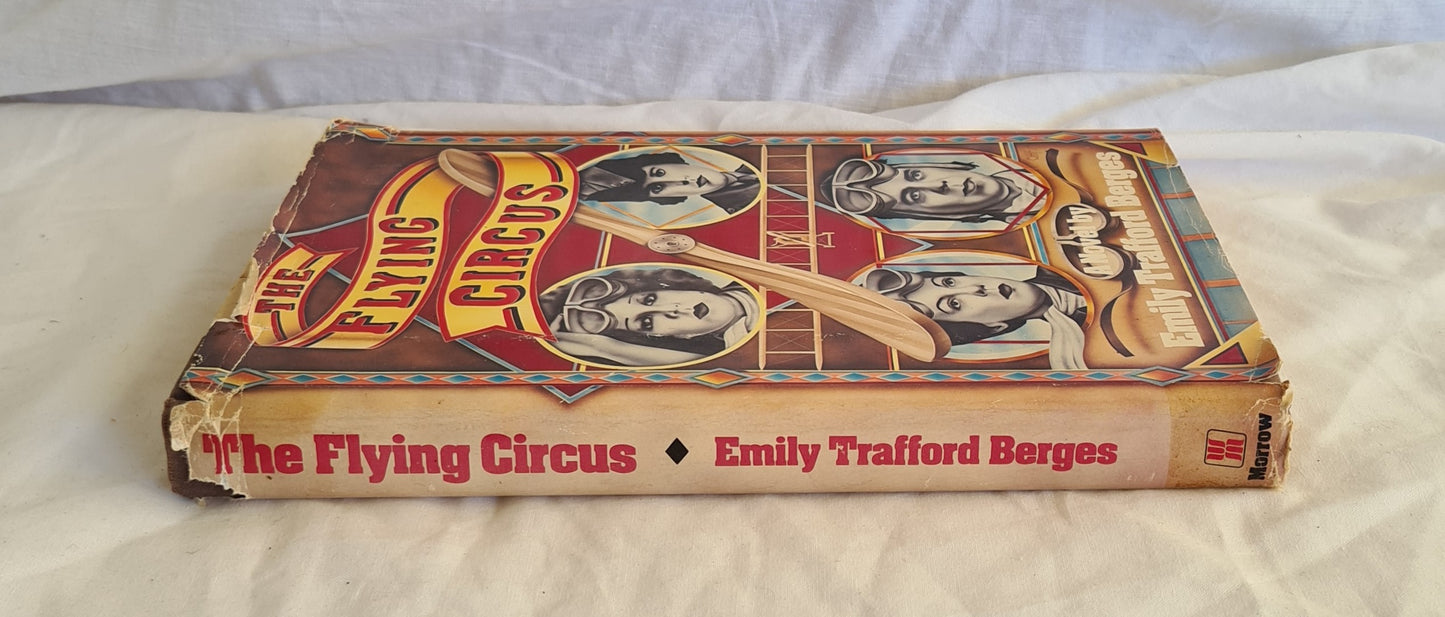 THE
FLYING
CIRCUS
A Novel by
Emily Trafford Berges
The Flying Circus ◆ Emily Trafford Berges
Morrow